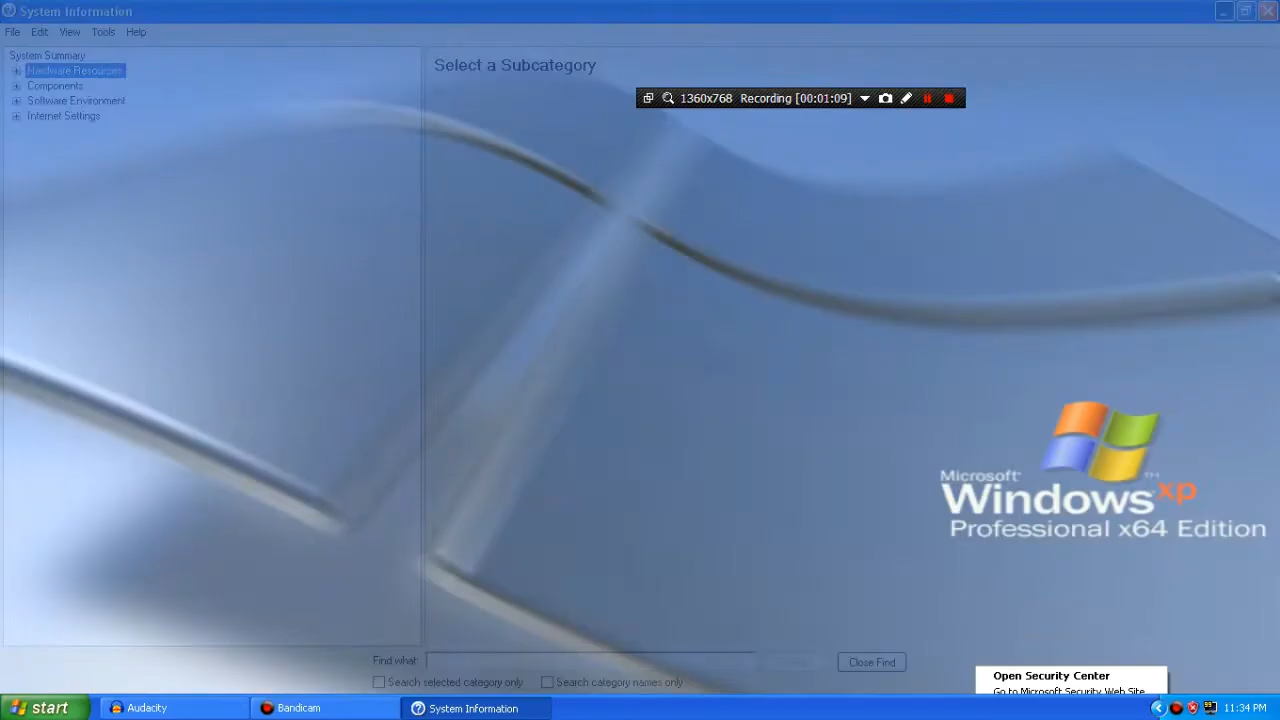 System Information
File Edit View Tools Help
System Summary
Hardware Resources
Components
Software Environment
Internet Settings
Select a Subcategory
1360x768 Recording [00:01:09]
Microsoft
Windows xp
TM
Professional x64 Edition
Find what:
Close Find
Search selected category only
Search category names only
Open Security Center
Go to Microsoft Security Web Site
start
Audacity
Bandicam
System Information
11:34 PM